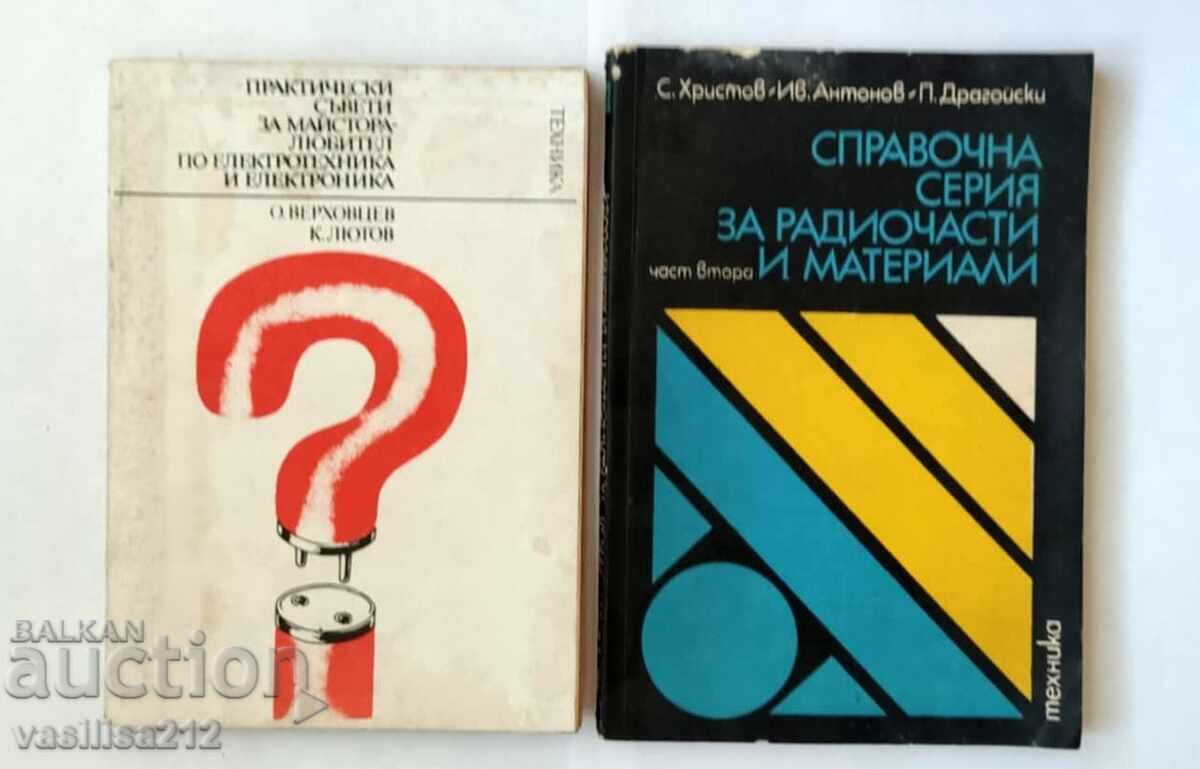 ПРАКТИЧЕСКИ
СЪВЕТИ
ЗА МАЙСТОРА-
ЛЮБИТЕЛ
ПО ЕЛЕКТРОТЕХНИКА
И ЕЛЕКТРОНИКА
ТЕХНИКА
О.ВЕРХОВЦЕВ
К.ЛЮТОВ
С. Христов·Ив. Антонов·П. Драгойски
СПРАВОЧНА
СЕРИЯ
ЗА РАДИОЧАСТИ
част втора И МАТЕРИАЛИ
техника
BALKAN
auction
vasilisa212